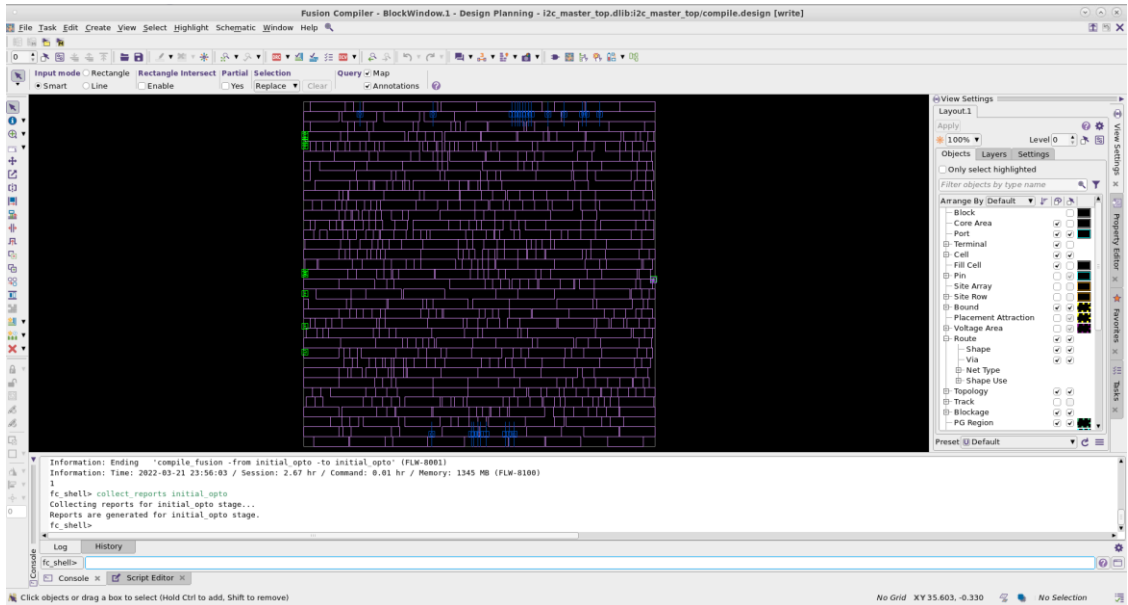 Fusion Compiler - BlockWindow.1 - Design Planning - i2c_master_top.dlib:i2c_master_top/compile.design [write]
File Task Edit Create View Select Highlight Schematic Window Help
0
Input mode Rectangle Rectangle Intersect Partial Selection Query Map
Smart Line Enable Yes Replace Clear Annotations
View Settings
Layout.1
Apply
100% Level 0
Objects Layers Settings
Only select highlighted
Filter objects by type name
Arrange By Default
Block
Core Area
Port
Terminal
Cell
Fill Cell
Pin
Site Array
Site Row
Bound
Placement Attraction
Voltage Area
Route
Shape
Via
Net Type
Shape Use
Topology
Track
Blockage
PG Region
Preset Default
View Settings
Property Editor
Favorites
Tasks
Information: Ending 'compile_fusion -from initial_opto -to initial_opto' (FLW-8001)
Information: Time: 2022-03-21 23:56:03 / Session: 2.67 hr / Command: 0.01 hr / Memory: 1345 MB (FLW-8100)
1
fc_shell> collect_reports initial_opto
Collecting reports for initial_opto stage...
Reports are generated for initial_opto stage.
fc_shell>
0
Log History
fc_shell>
Console
Console Script Editor
Click objects or drag a box to select (Hold Ctrl to add, Shift to remove) No Grid XY 35.603, -0.330 No Selection